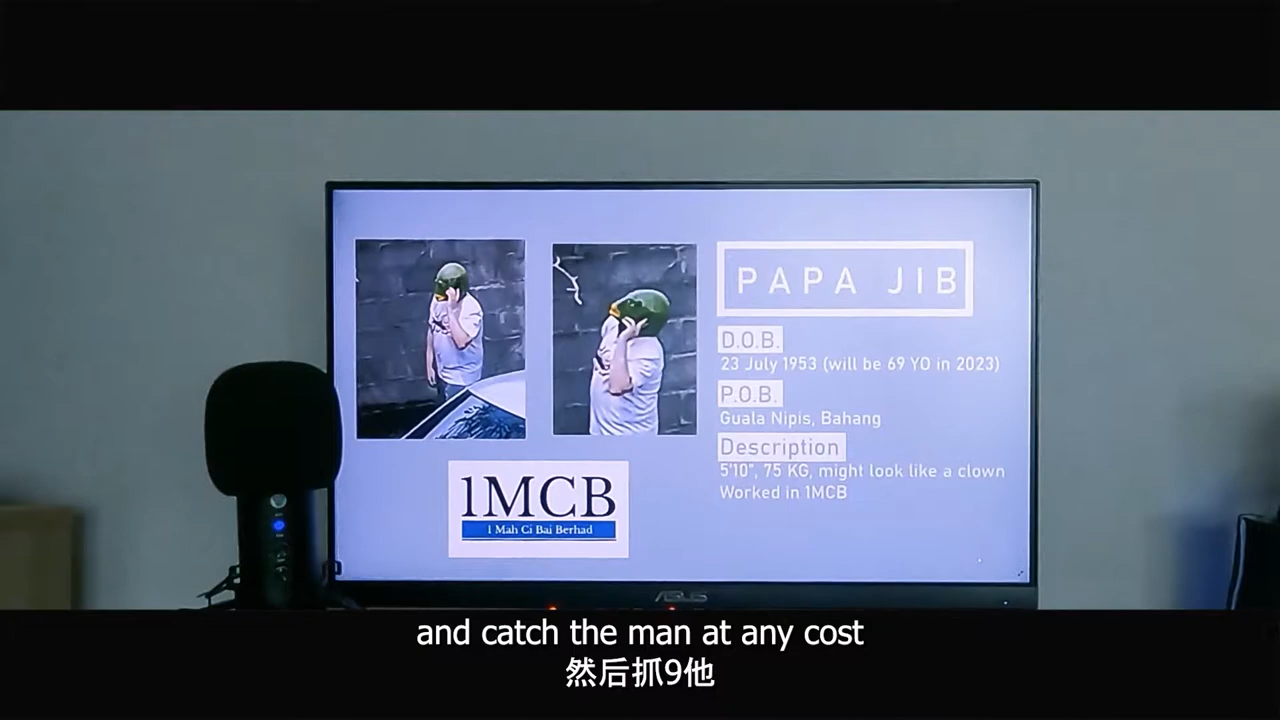 PAPA JIB
D.O.B.
23 July 1953 (will be 69 YO in 2023)
P.O.B.
Guala Nipis, Bahang
Description
5'10", 75 KG, might look like a clown
Worked in 1MCB
1MCB
1 Mah Ci Bai Berhad
ASUS
and catch the man at any cost
然后抓9他